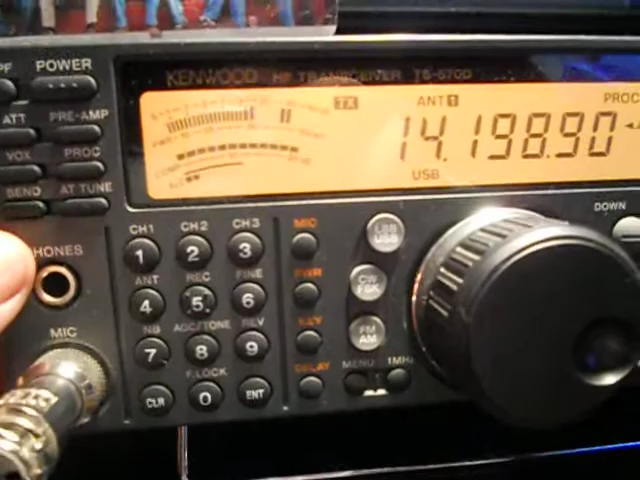 POWER
KENWOOD HF TRANSCEIVER TS-570D
TX ANT 1 PROC
14.198.90
USB
ATT PRE-AMP
VOX PROC
SEND AT TUNE
PHONES
MIC
CH1 CH2 CH3
1 2 3
ANT REC FINE
4 5 6
NB AGC/TONE REV
7 8 9
F.LOCK
CLR 0 ENT
MIC
PWR
KEY
DELAY
LSB
USB
CW
FSK
FM
AM
MENU 1MHz
DOWN